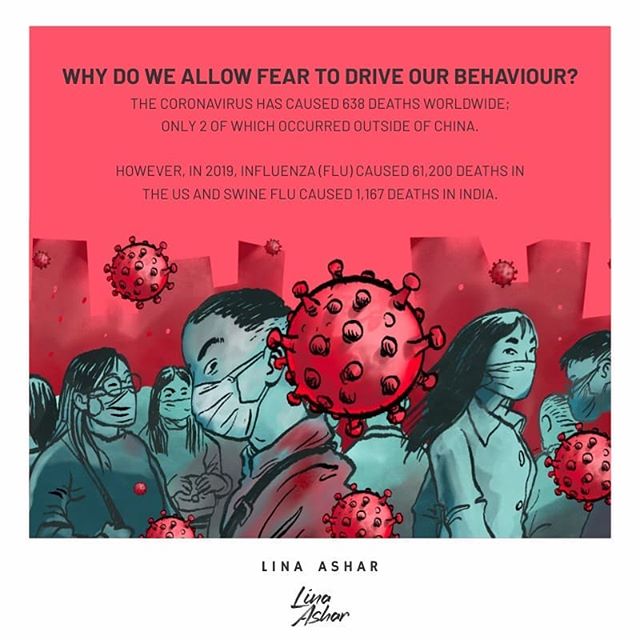 WHY DO WE ALLOW FEAR TO DRIVE OUR BEHAVIOUR?
THE CORONAVIRUS HAS CAUSED 638 DEATHS WORLDWIDE;
ONLY 2 OF WHICH OCCURRED OUTSIDE OF CHINA.
HOWEVER, IN 2019, INFLUENZA (FLU) CAUSED 61,200 DEATHS IN
THE US AND SWINE FLU CAUSED 1,167 DEATHS IN INDIA.
LINA ASHAR
Lina
Ashar